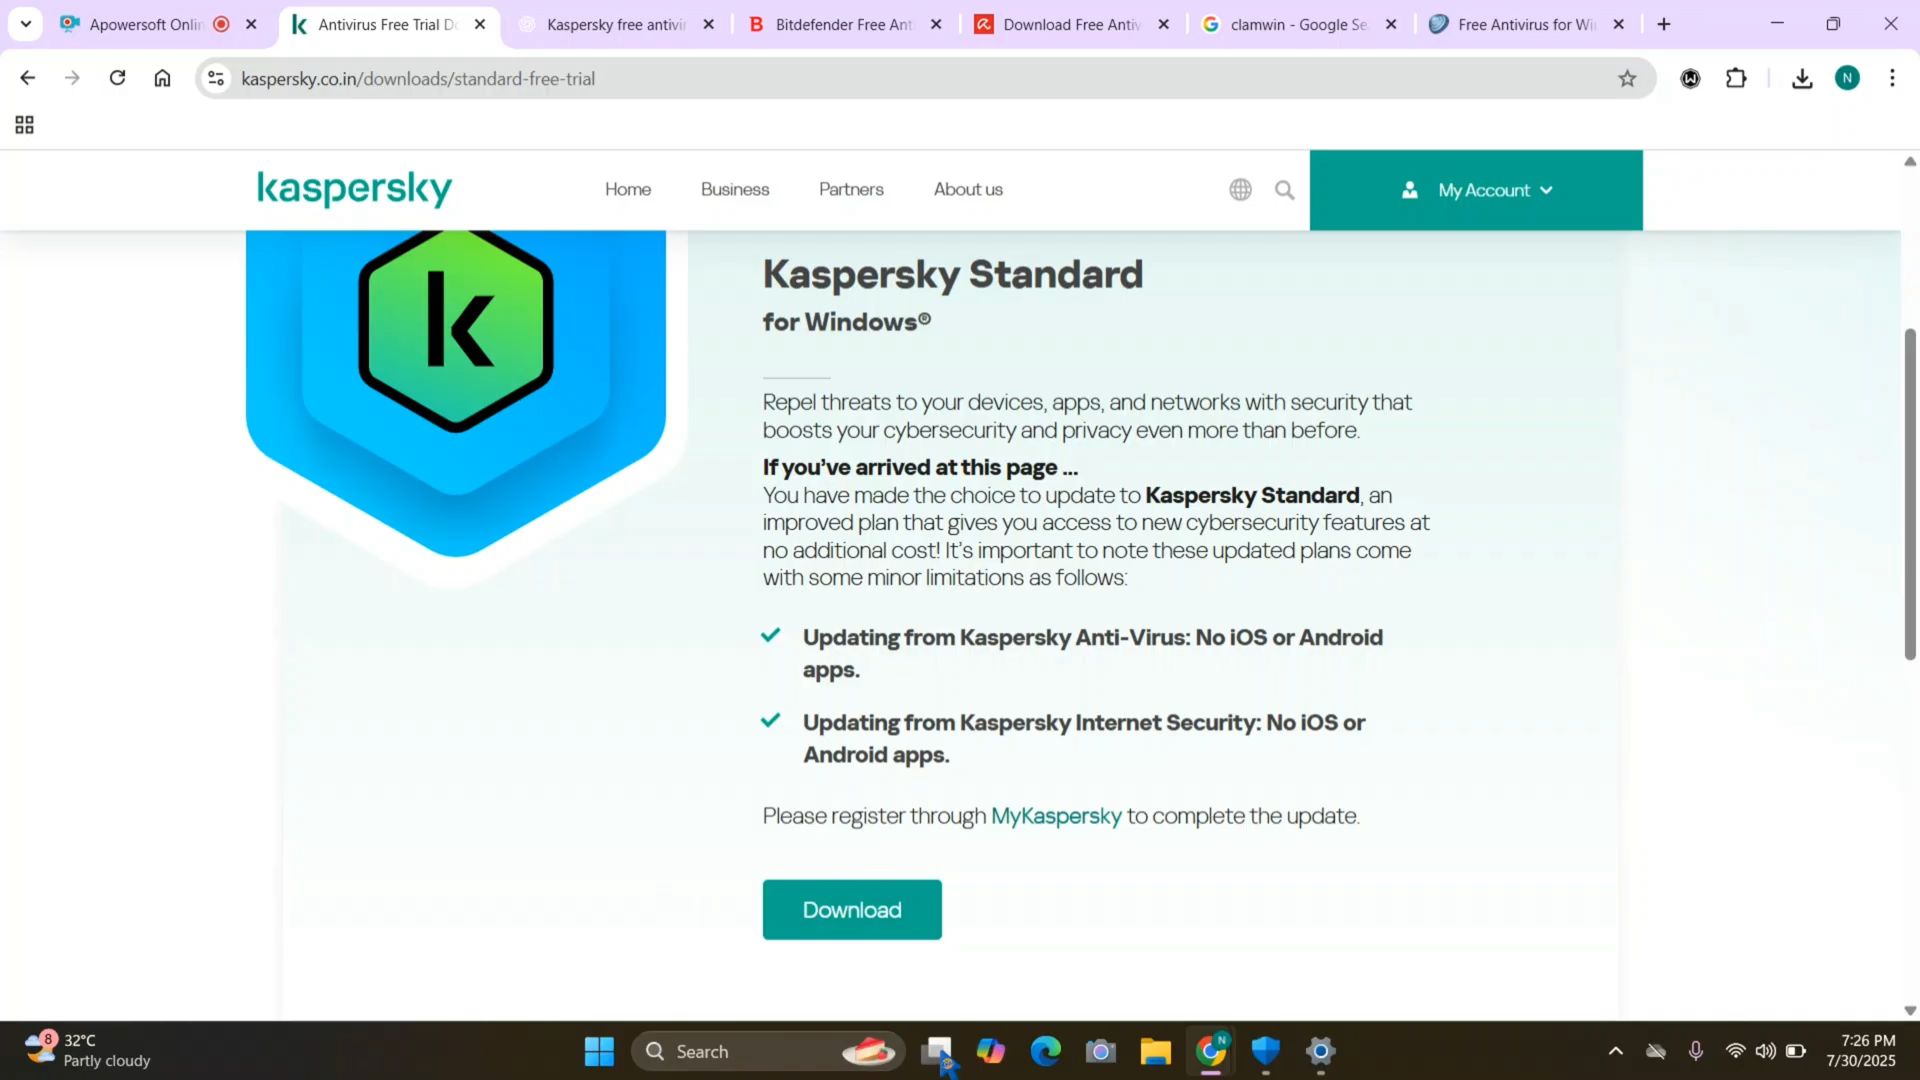 Apowersoft Onlin
Antivirus Free Trial Do
Kaspersky free antivir
Bitdefender Free Ant
Download Free Antiv
clamwin - Google Se
Free Antivirus for Wi
kaspersky.co.in/downloads/standard-free-trial
N
kaspersky
Home
Business
Partners
About us
My Account
k
Kaspersky Standard
for Windows®
Repel threats to your devices, apps, and networks with security that
boosts your cybersecurity and privacy even more than before.
If you’ve arrived at this page ...
You have made the choice to update to Kaspersky Standard, an
improved plan that gives you access to new cybersecurity features at
no additional cost! It’s important to note these updated plans come
with some minor limitations as follows:
Updating from Kaspersky Anti-Virus: No iOS or Android
apps.
Updating from Kaspersky Internet Security: No iOS or
Android apps.
Please register through MyKaspersky to complete the update.
Download
8
32°C
Partly cloudy
Search
N
7:26 PM
7/30/2025